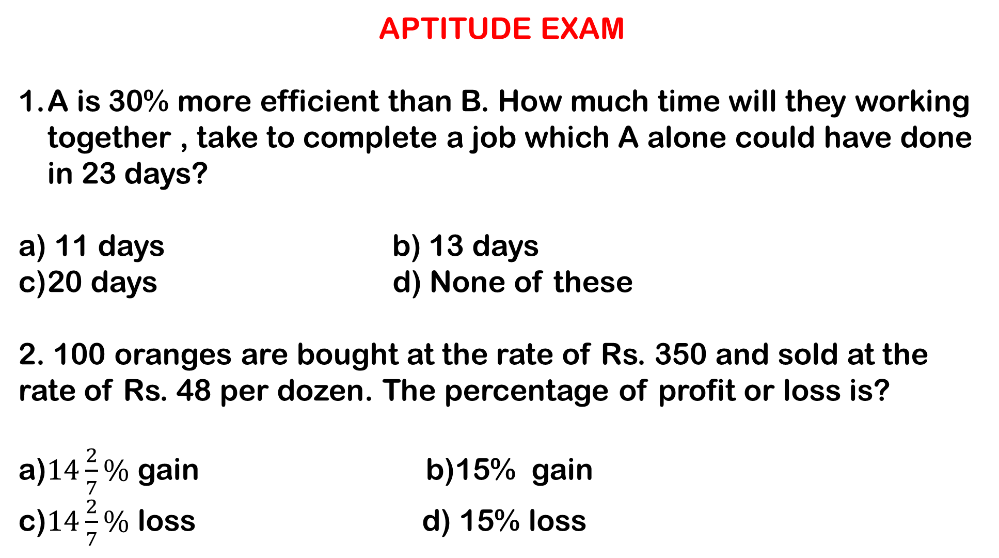 APTITUDE EXAM
1.A is 30% more efficient than B. How much time will they working
together , take to complete a job which A alone could have done
in 23 days?
a) 11 days b) 13 days
c)20 days d) None of these
2. 100 oranges are bought at the rate of Rs. 350 and sold at the
rate of Rs. 48 per dozen. The percentage of profit or loss is?
a)14 2/7 % gain b)15% gain
c)14 2/7 % loss d) 15% loss